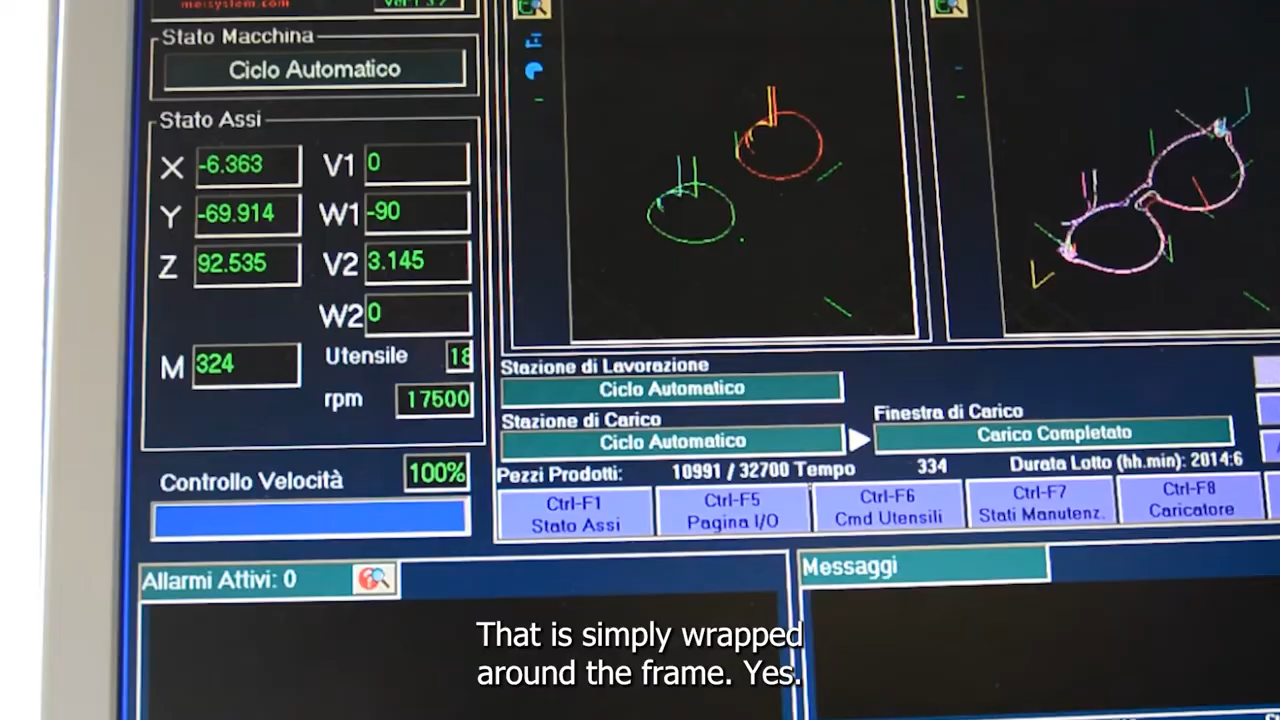 meisystem.com
Stato Macchina
Ciclo Automatico
Stato Assi
X -6.363 V1 0
Y -69.914 W1 -90
Z 92.535 V2 3.145
W2 0
M 324 Utensile 18
rpm 17500
Controllo Velocità 100%
Stazione di Lavorazione
Ciclo Automatico
Stazione di Carico
Ciclo Automatico
Finestra di Carico
Carico Completato
Pezzi Prodotti: 10991 / 32700 Tempo 334 Durata Lotto (hh.min): 2014:6
Ctrl-F1
Stato Assi
Ctrl-F5
Pagina I/O
Ctrl-F6
Cmd Utensili
Ctrl-F7
Stati Manutenz.
Ctrl-F8
Caricatore
Allarmi Attivi: 0
Messaggi
That is simply wrapped
around the frame. Yes.